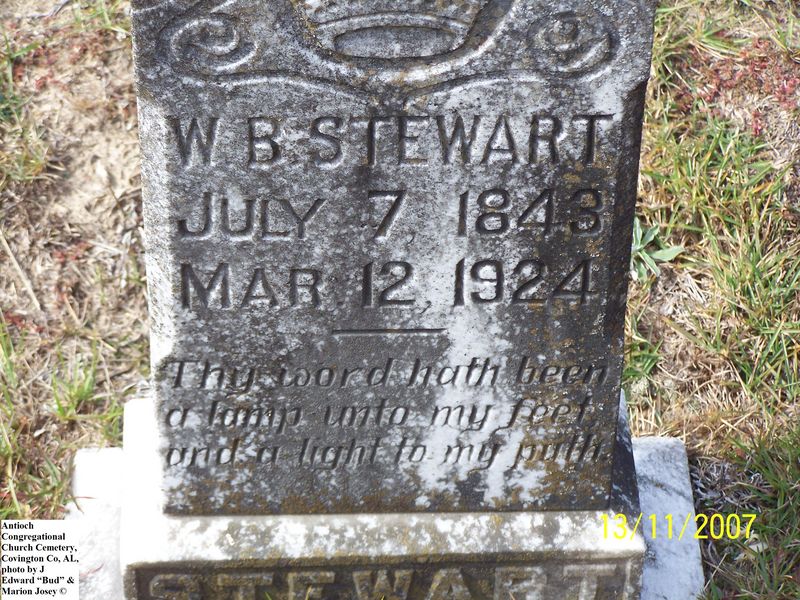 W. B. STEWART
JULY 7, 1843
MAR. 12, 1924
Thy word hath been
a lamp unto my feet,
and a light to my path.
13/11/2007
STEWART
Antioch
Congregational
Church Cemetery,
Covington Co, AL,
photo by J
Edward “Bud” &
Marion Josey ©